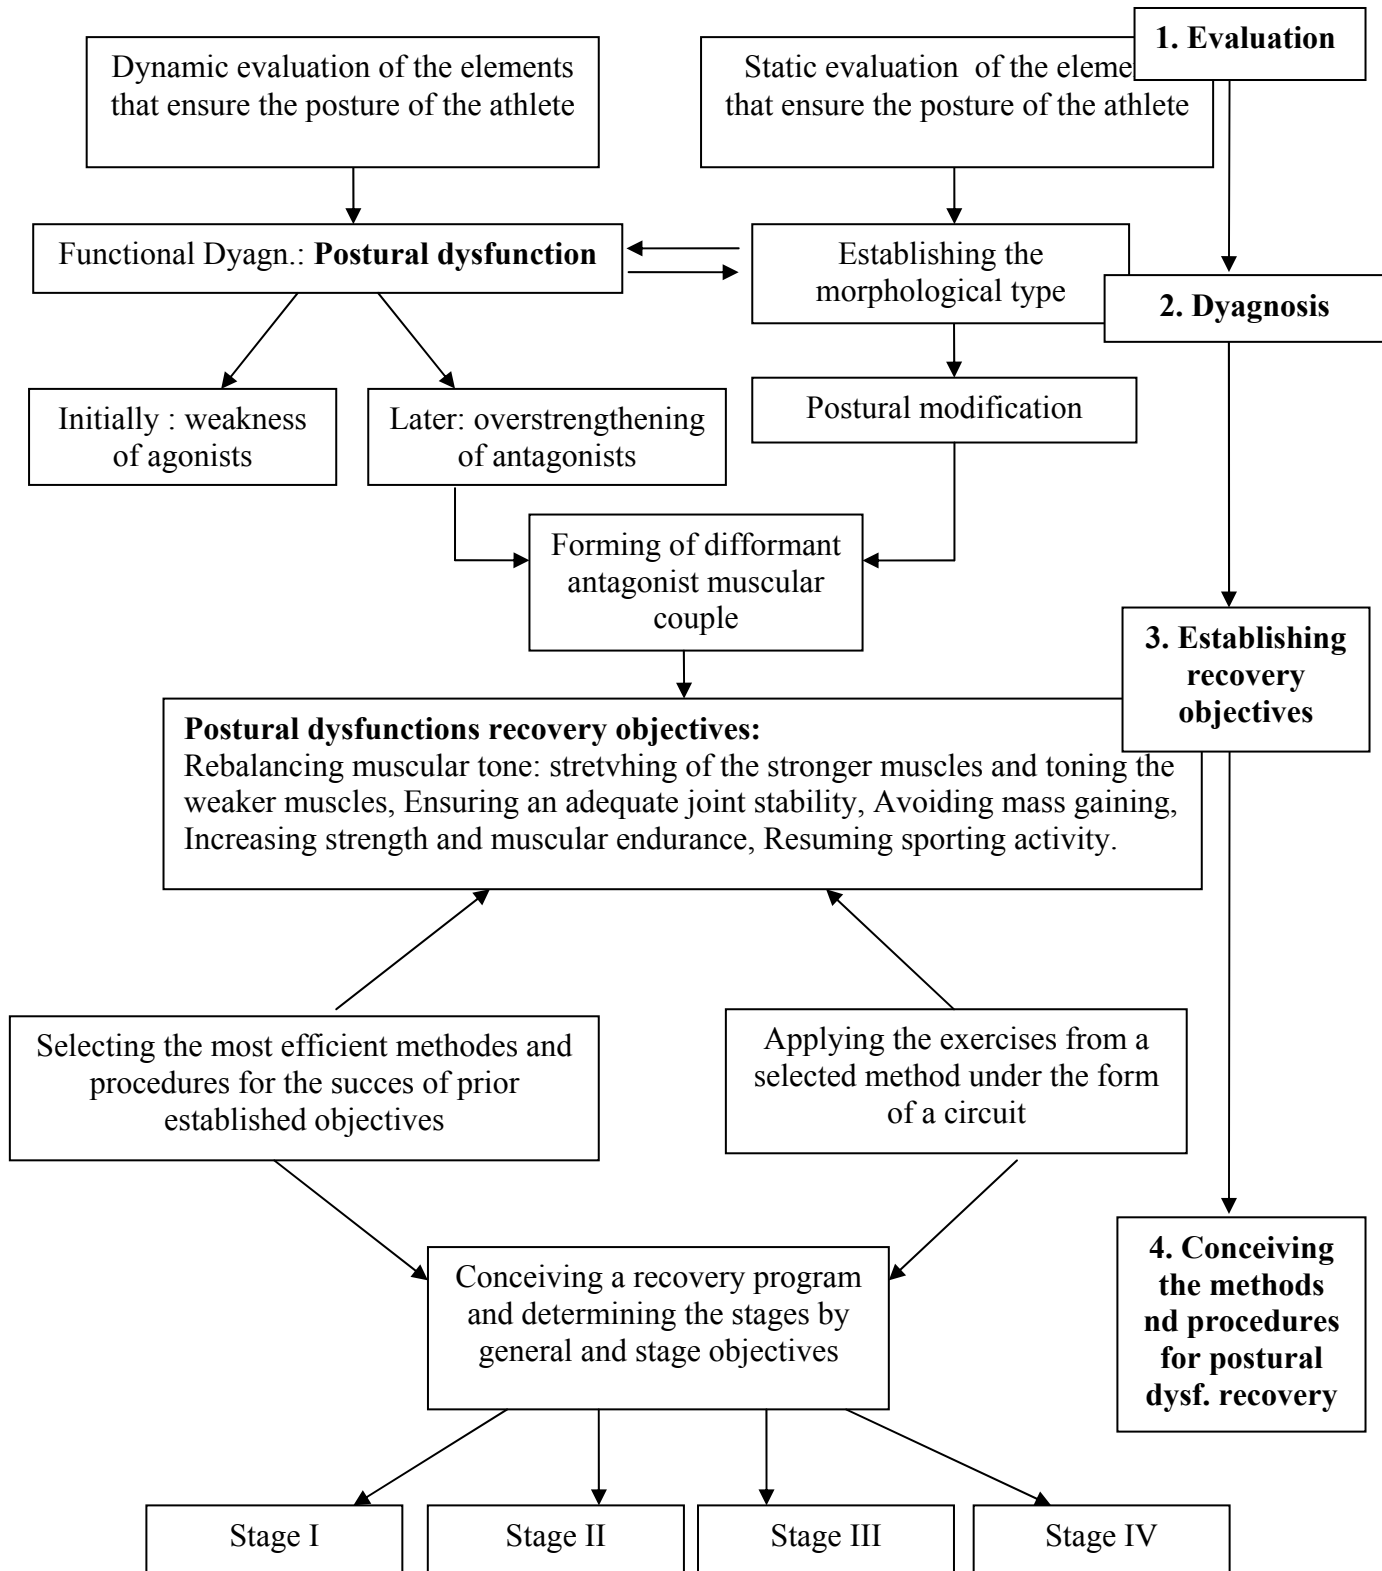 1. Evaluation
Dynamic evaluation of the elements
that ensure the posture of the athlete
Static evaluation of the eleme
that ensure the posture of the athlete
Functional Dyagn.: Postural dysfunction
Establishing the
morphological type
2. Dyagnosis
Initially : weakness
of agonists
Later: overstrengthening
of antagonists
Postural modification
Forming of difformant
antagonist muscular
couple
3. Establishing
recovery
objectives
Postural dysfunctions recovery objectives:
Rebalancing muscular tone: stretvhing of the stronger muscles and toning the
weaker muscles, Ensuring an adequate joint stability, Avoiding mass gaining,
Increasing strength and muscular endurance, Resuming sporting activity.
Selecting the most efficient methodes and
procedures for the succes of prior
established objectives
Applying the exercises from a
selected method under the form
of a circuit
4. Conceiving
the methods
nd procedures
for postural
dysf. recovery
Conceiving a recovery program
and determining the stages by
general and stage objectives
Stage I
Stage II
Stage III
Stage IV